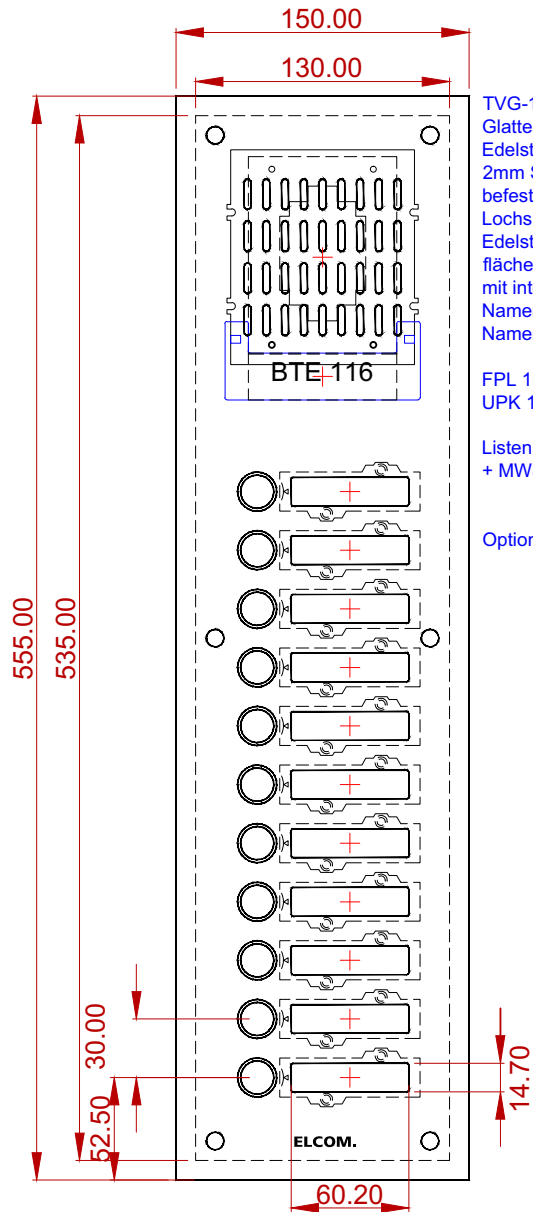 150.00
130.00
TVG-1
Glatte
Edelst
2mm S
befest
Lochs
Edelst
fläche
mit int
Name
Name
FPL 1
UPK 1
Listen
+ MW
Option
BTE 116
555.00
535.00
30.00
52.50
14.70
ELCOM.
60.20